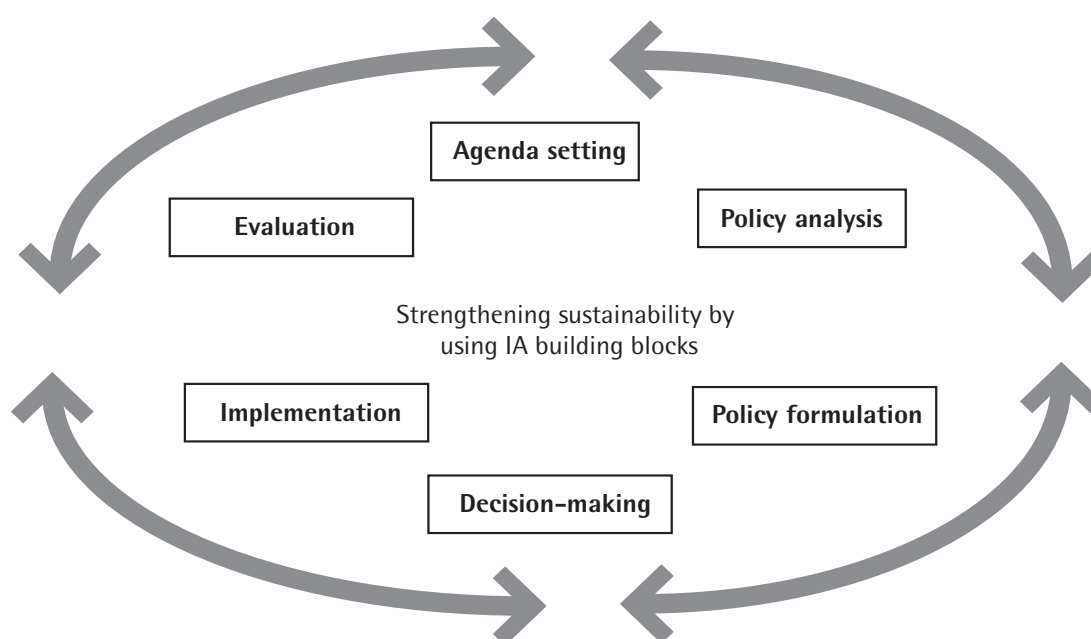 Agenda setting
Evaluation
Policy analysis
Strengthening sustainability by
using IA building blocks
Implementation
Policy formulation
Decision-making